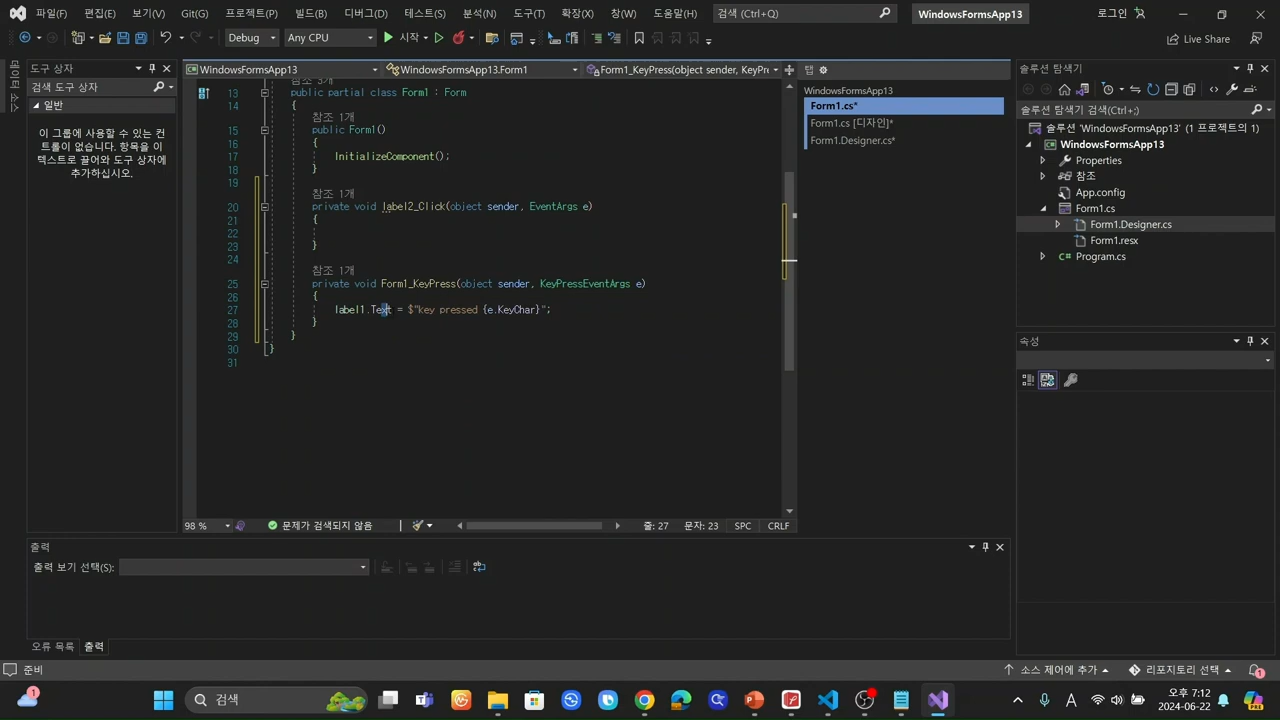 파일(F) 편집(E) 보기(V) Git(G) 프로젝트(P) 빌드(B) 디버그(D) 테스트(S) 분석(N) 도구(T) 확장(X) 창(W) 도움말(H) 검색 (Ctrl+Q) WindowsFormsApp13 로그인
Debug Any CPU 시작 Live Share
데이터 소스
도구 상자
도구 상자 검색
일반
이 그룹에 사용할 수 있는 컨
트롤이 없습니다. 항목을 이
텍스트로 끌어와 도구 상자에
추가하십시오.
WindowsFormsApp13 WindowsFormsApp13.Form1 Form1_KeyPress(object sender, KeyPre
13 public partial class Form1 : Form
14 {
참조 1개
15 public Form1()
16 {
17 InitializeComponent();
18 }
19
참조 1개
20 private void label2_Click(object sender, EventArgs e)
21 {
22
23 }
24
참조 1개
25 private void Form1_KeyPress(object sender, KeyPressEventArgs e)
26 {
27 label1.Text = $"key pressed {e.KeyChar}";
28 }
29 }
30 }
31
98 % 문제가 검색되지 않음 줄: 27 문자: 23 SPC CRLF
탭
WindowsFormsApp13
Form1.cs*
Form1.cs [디자인]*
Form1.Designer.cs*
솔루션 탐색기
솔루션 탐색기 검색(Ctrl+;)
솔루션 'WindowsFormsApp13' (1 프로젝트의 1)
WindowsFormsApp13
Properties
참조
App.config
Form1.cs
Form1.Designer.cs
Form1.resx
Program.cs
속성
출력
출력 보기 선택(S):
오류 목록 출력
준비 소스 제어에 추가 리포지토리 선택 1
1 검색 A 오후 7:12
2024-06-22